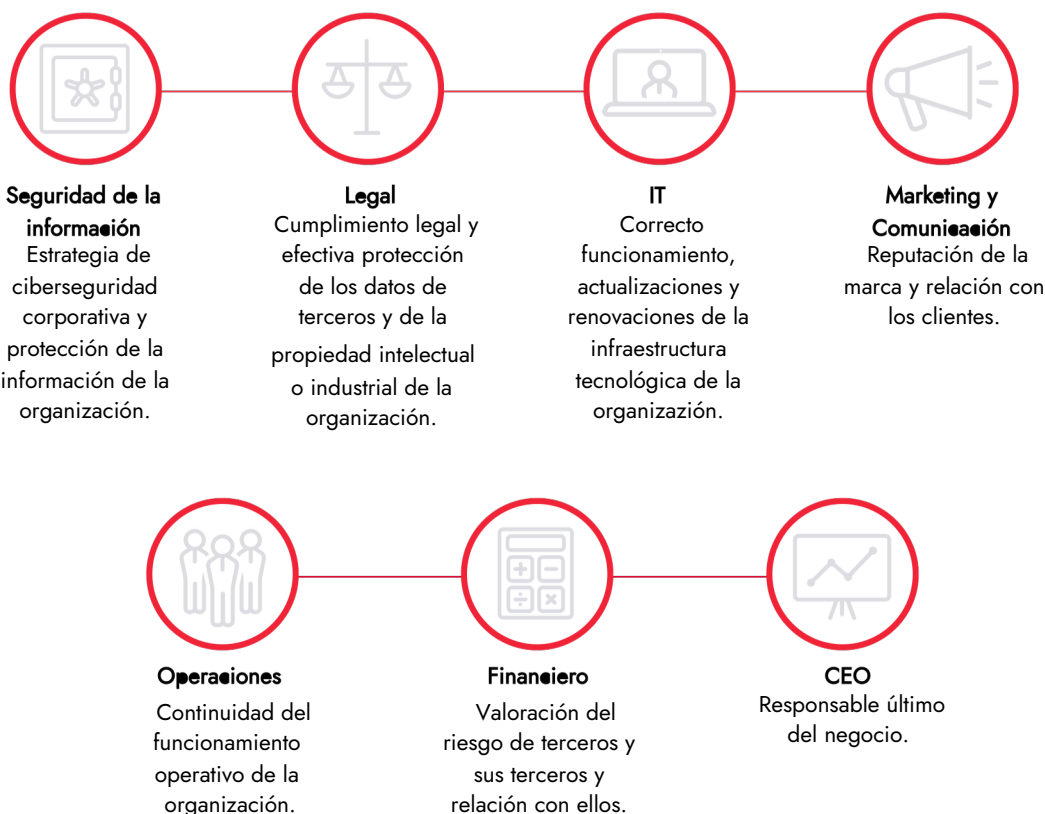 Seguridad de la
información
Estrategia de
ciberseguridad
corporativa y
protección de la
información de la
organización.
Legal
Cumplimiento legal y
efectiva protección
de los datos de
terceros y de la
propiedad intelectual
o industrial de la
organización.
IT
Correcto
funcionamiento,
actualizaciones y
renovaciones de la
infraestructura
tecnológica de la
organizazión.
Marketing y
Comunicación
Reputación de la
marca y relación con
los clientes.
Operaciones
Continuidad del
funcionamiento
operativo de la
organización.
Financiero
Valoración del
riesgo de terceros y
sus terceros y
relación con ellos.
CEO
Responsable último
del negocio.